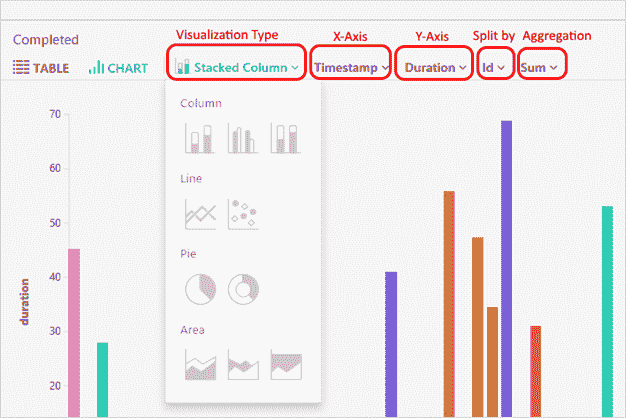 Completed
Visualization Type
X-Axis
Y-Axis
Split by
Aggregation
TABLE
CHART
Stacked Column
Timestamp
Duration
Id
Sum
Column
Line
Pie
Area
70
60
50
40
30
20
duration